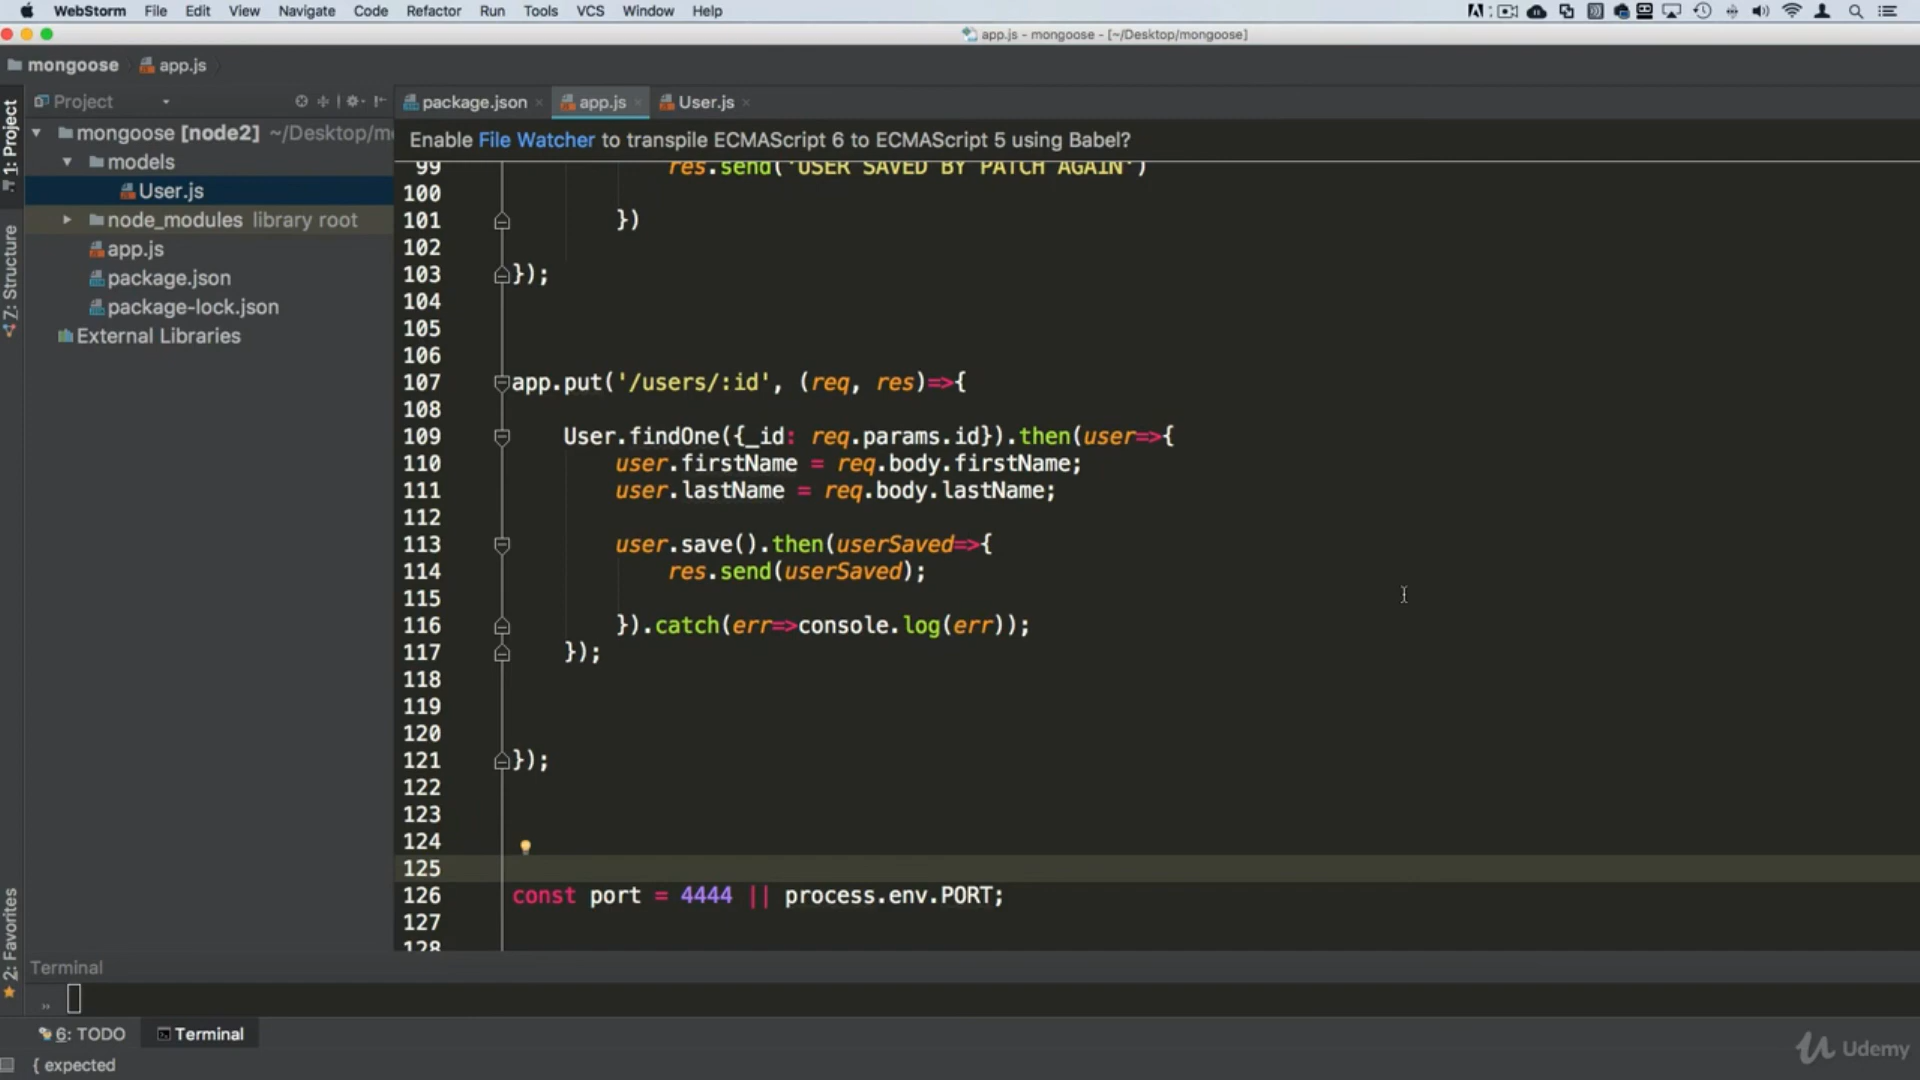 WebStorm File Edit View Navigate Code Refactor Run Tools VCS Window Help
app.js - mongoose - [~/Desktop/mongoose]
mongoose app.js
Project
package.json app.js User.js
1: Project
Z: Structure
2: Favorites
mongoose [node2] ~/Desktop/m
models
User.js
node_modules library root
app.js
package.json
package-lock.json
External Libraries
Enable File Watcher to transpile ECMAScript 6 to ECMAScript 5 using Babel?
99 res.send('USER SAVED BY PATCH AGAIN')
100
101 })
102
103 });
104
105
106
107 app.put('/users/:id', (req, res)=>{
108
109 User.findOne({_id: req.params.id}).then(user=>{
110 user.firstName = req.body.firstName;
111 user.lastName = req.body.lastName;
112
113 user.save().then(userSaved=>{
114 res.send(userSaved);
115
116 }).catch(err=>console.log(err));
117 });
118
119
120
121 });
122
123
124
125
126 const port = 4444 || process.env.PORT;
127
128
Terminal
6: TODO Terminal
{ expected
Udemy